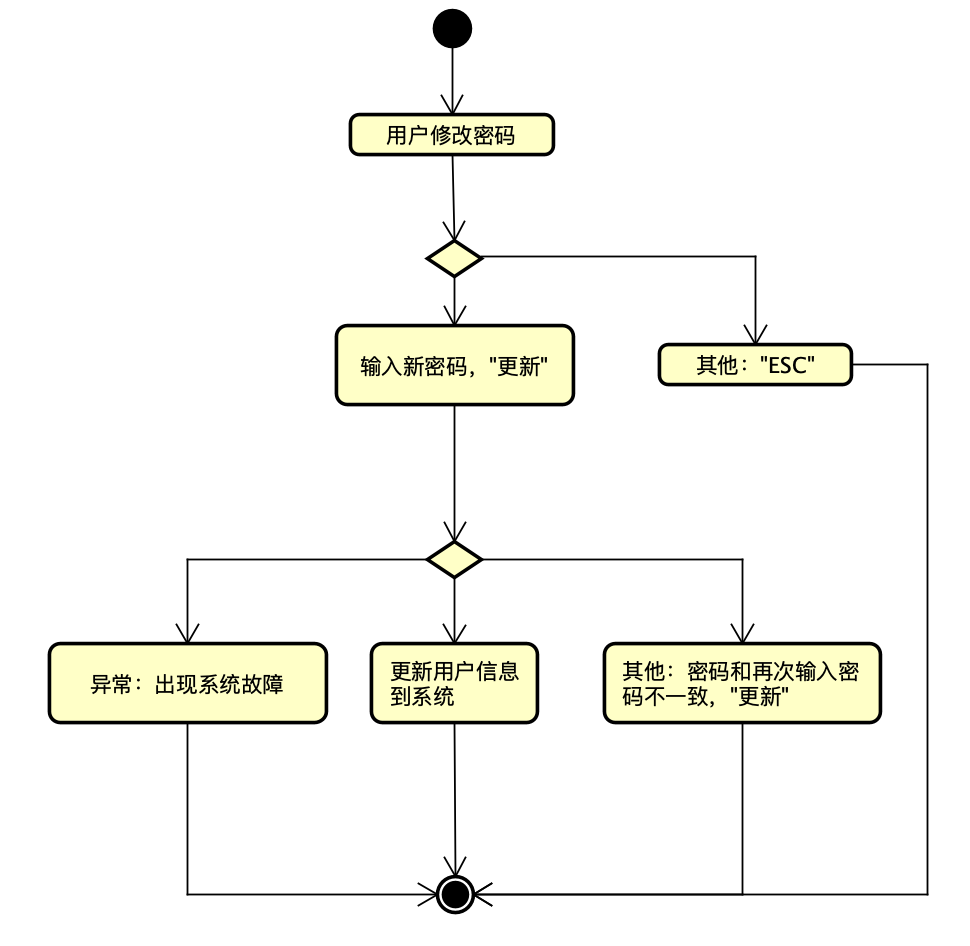 用户修改密码
输入新密码，"更新"
其他："ESC"
异常：出现系统故障
更新用户信息
到系统
其他：密码和再次输入密
码不一致，"更新"